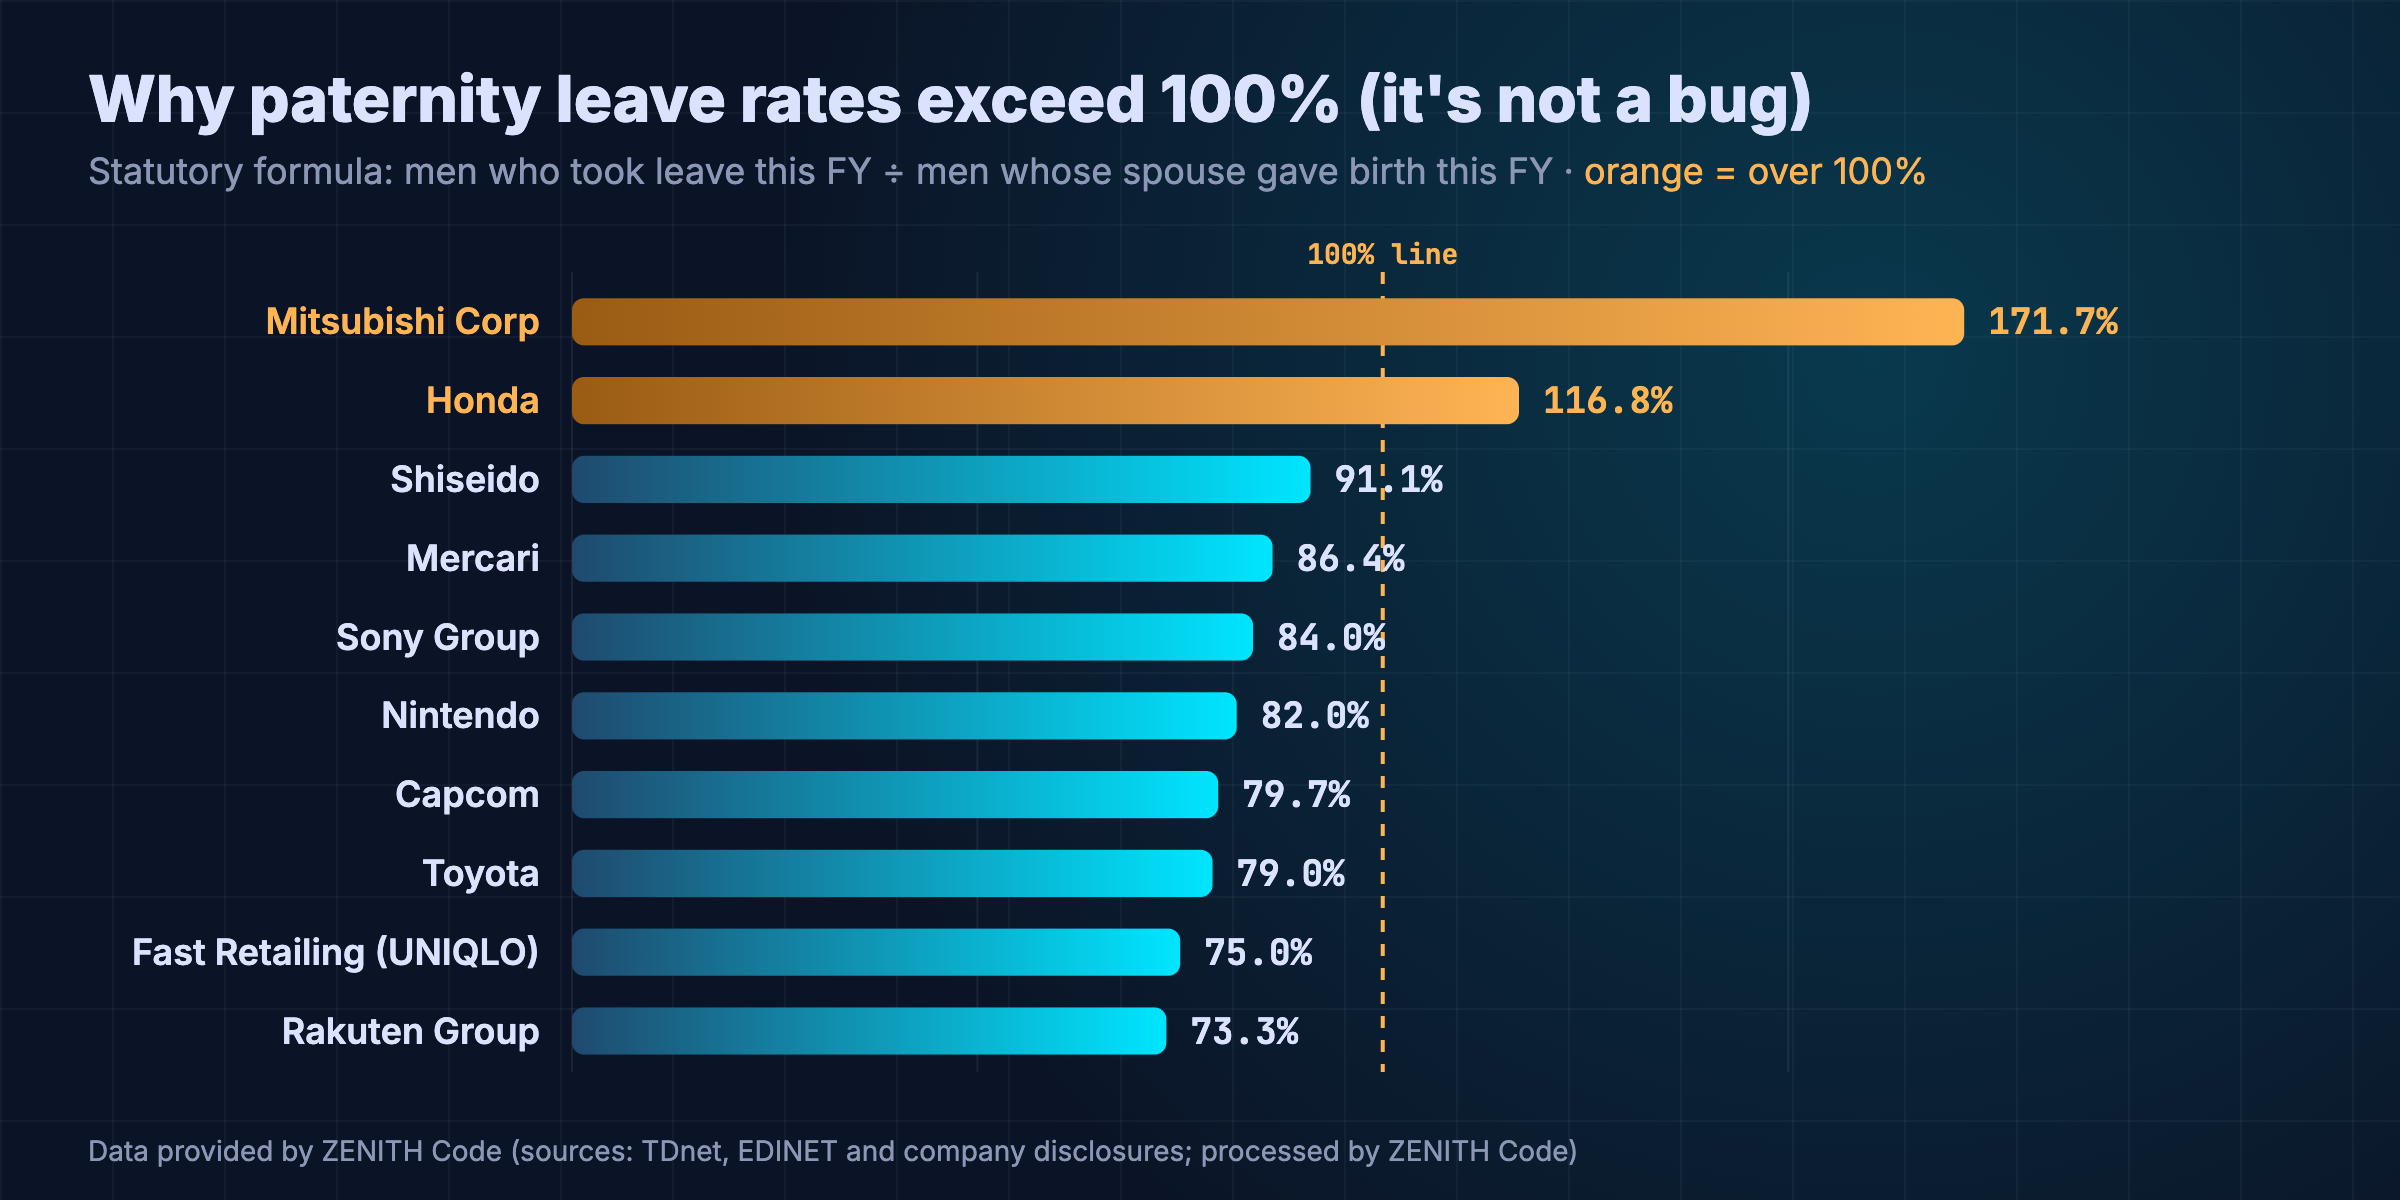 Why paternity leave rates exceed 100% (it's not a bug)
Statutory formula: men who took leave this FY ÷ men whose spouse gave birth this FY · orange = over 100%
100% line
Mitsubishi Corp 171.7%
Honda 116.8%
Shiseido 91.1%
Mercari 86.4%
Sony Group 84.0%
Nintendo 82.0%
Capcom 79.7%
Toyota 79.0%
Fast Retailing (UNIQLO) 75.0%
Rakuten Group 73.3%
Data provided by ZENITH Code (sources: TDnet, EDINET and company disclosures; processed by ZENITH Code)